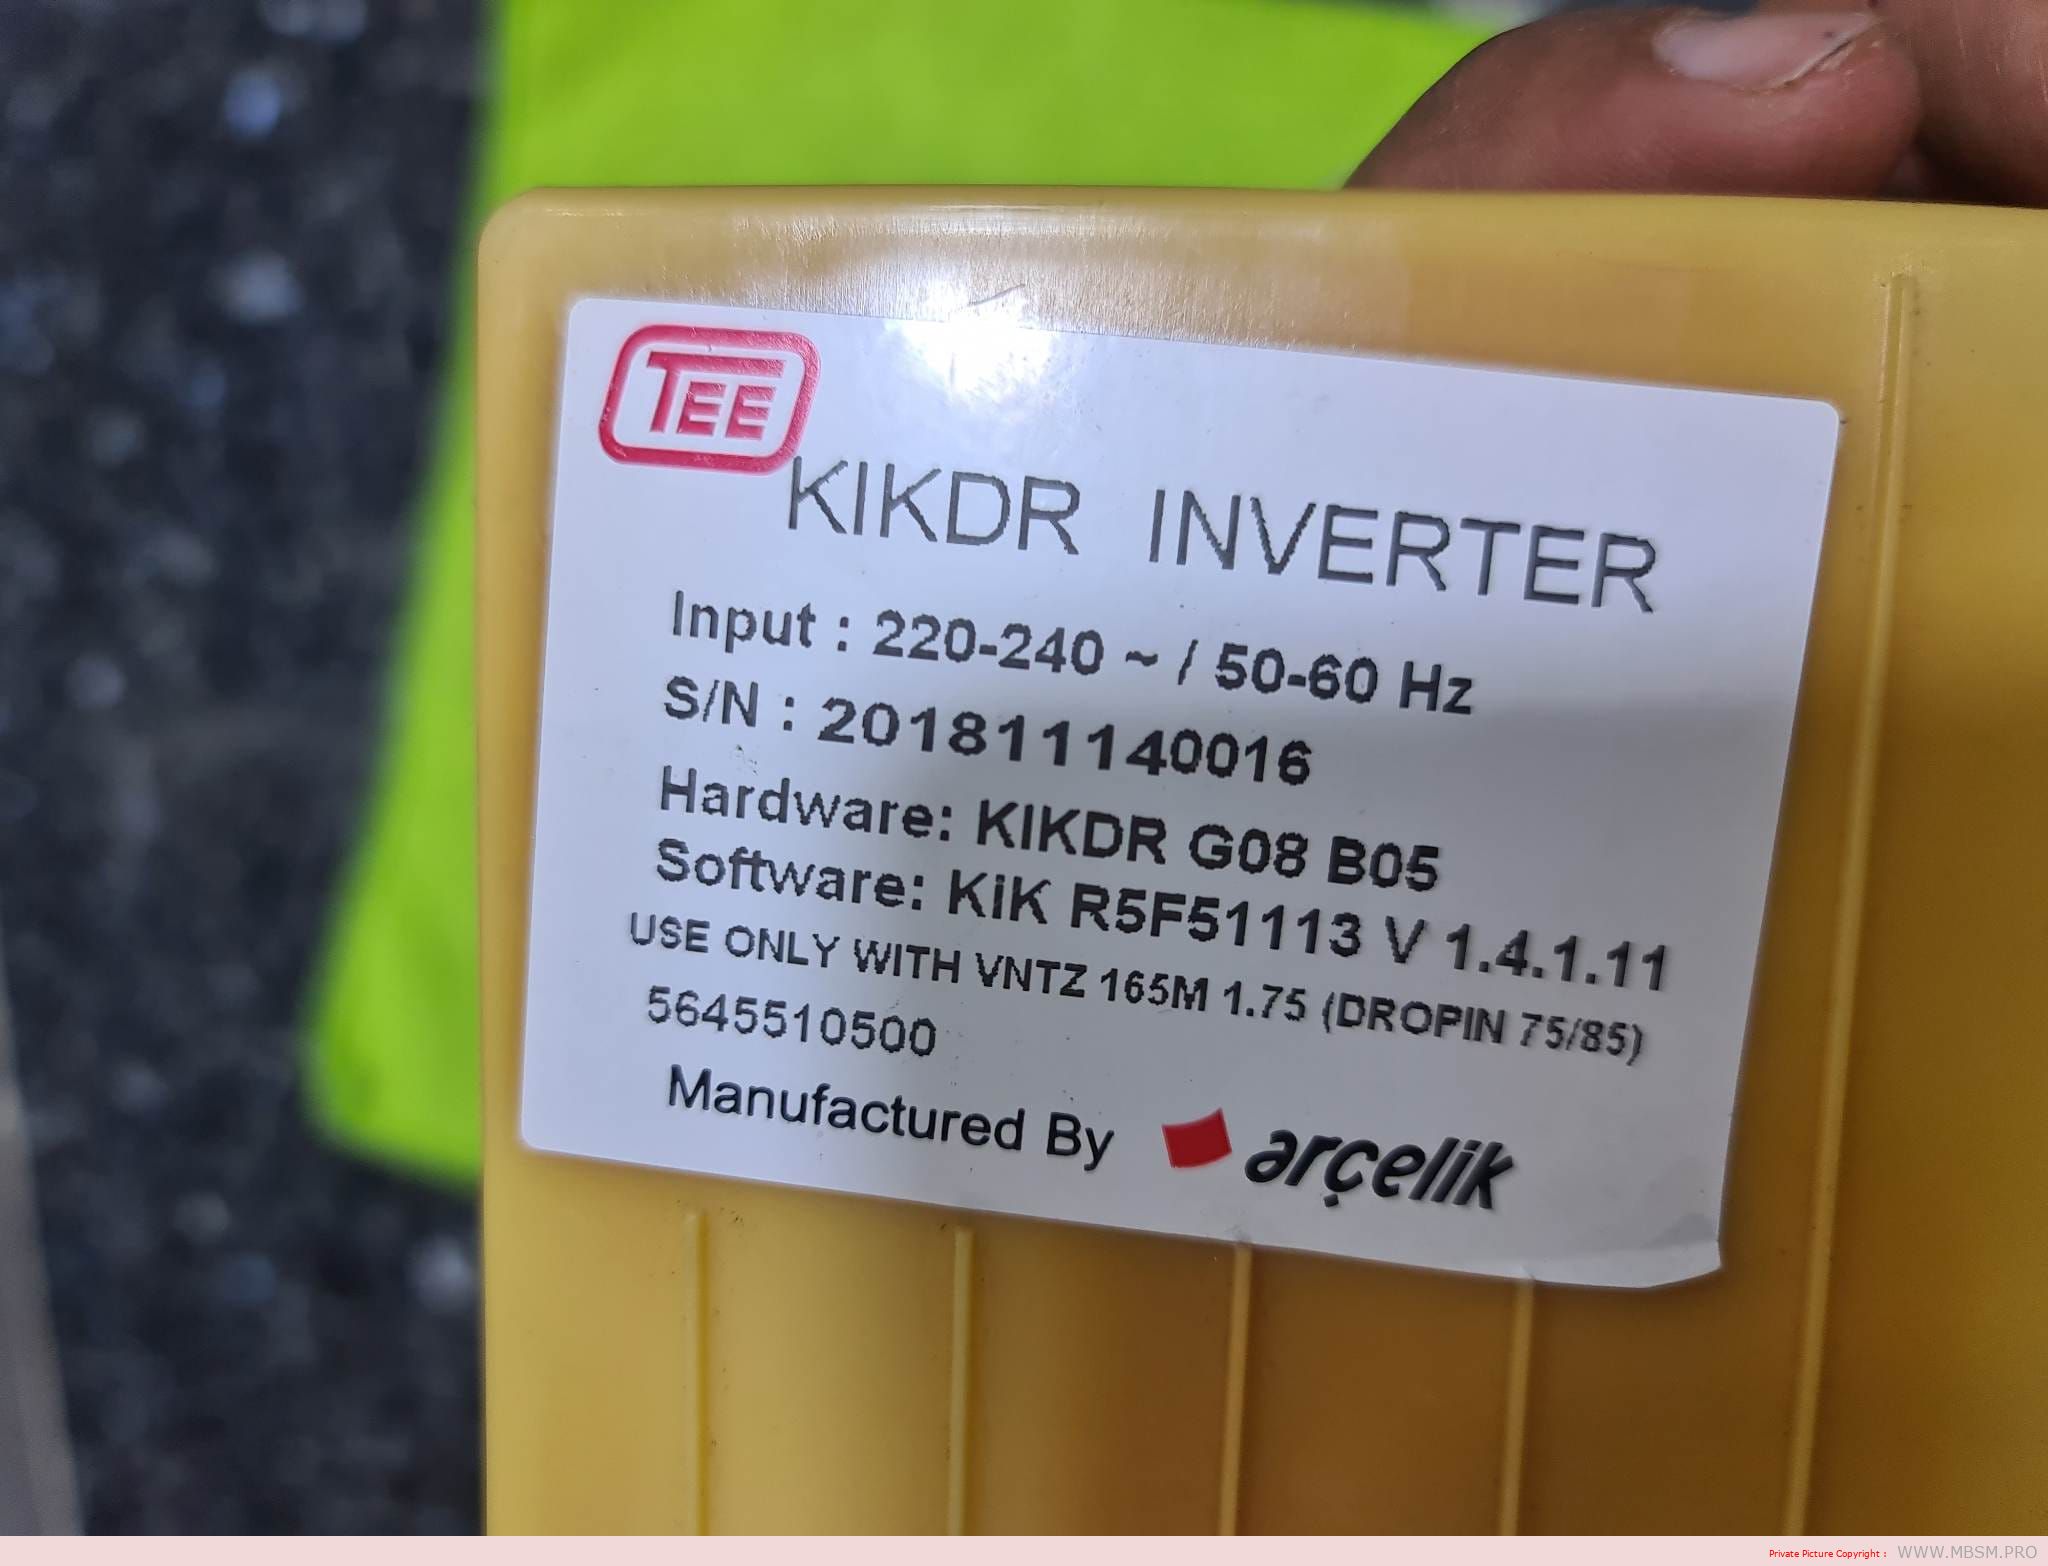 TEE
KIKDR INVERTER
Input : 220-240 ~ / 50-60 Hz
S/N : 201811140016
Hardware: KIKDR G08 B05
Software: KiK R5F51113 V 1.4.1.11
USE ONLY WITH VNTZ 165M 1.75 (DROPIN 75/85)
5645510500
Manufactured By arçelik
Private Picture Copyright : WWW.MBSM.PRO